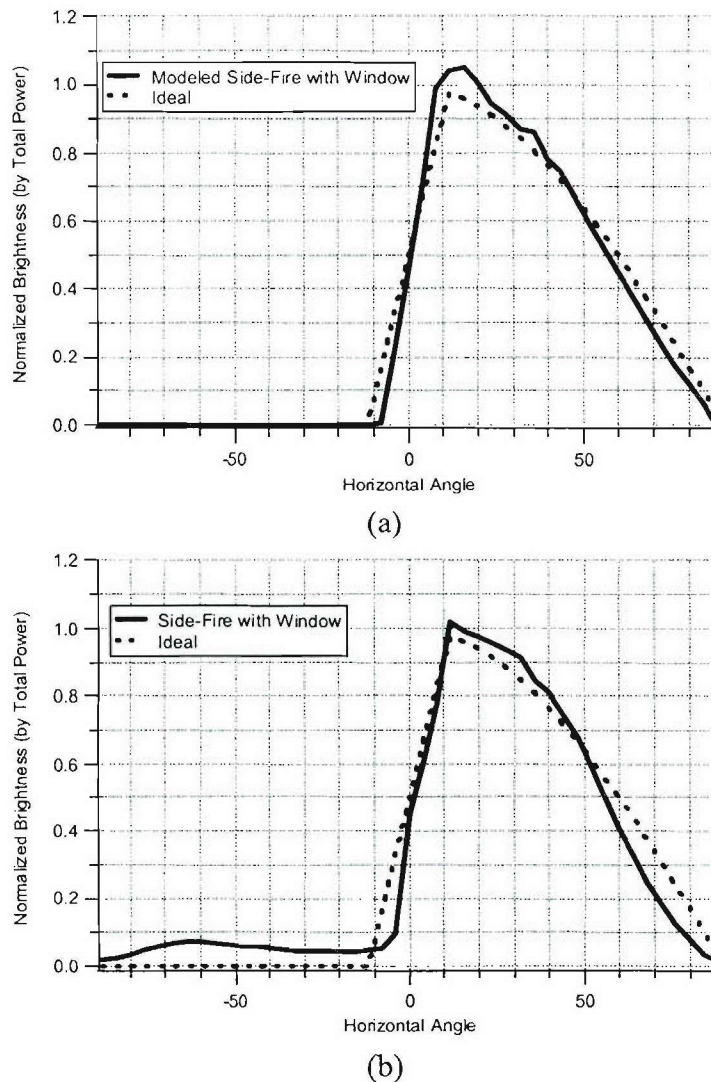 1.2
1.0
0.8
0.6
0.4
0.2
0.0
Normalized Brightness (by Total Power)
Modeled Side-Fire with Window
Ideal
-50
0
50
Horizontal Angle
(a)
1.2
1.0
0.8
0.6
0.4
0.2
0.0
Normalized Brightness (by Total Power)
Side-Fire with Window
Ideal
-50
0
50
Horizontal Angle
(b)